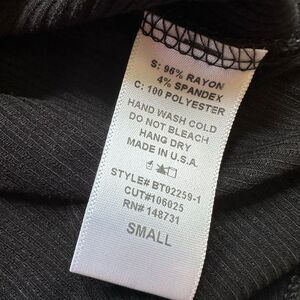 S: 96% RAYON
4% SPANDEX
C: 100 POLYESTER
HAND WASH COLD
DO NOT BLEACH
HANG DRY
MADE IN U.S.A.
STYLE# BT02259-1
CUT#106025
RN# 148731
SMALL